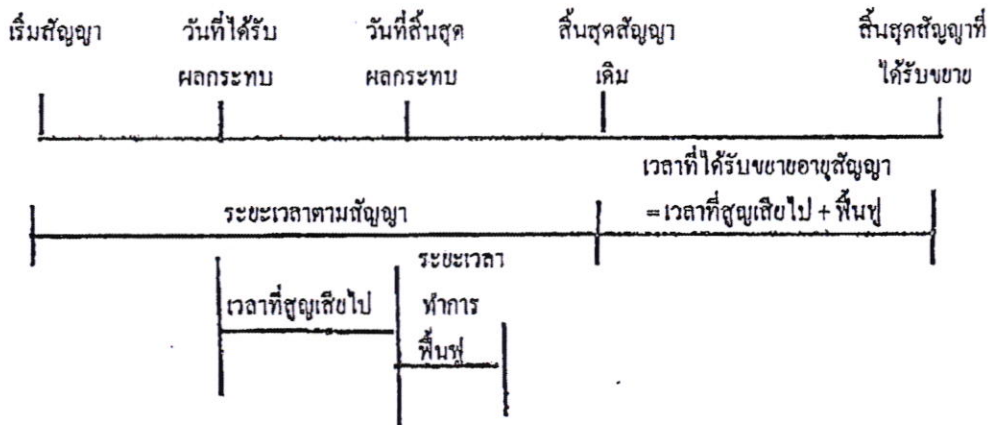 เริ่มสัญญา วันที่ได้รับ วันที่สิ้นสุด สิ้นสุดสัญญา สิ้นสุดสัญญาที่
ผลกระทบ ผลกระทบ เดิม ได้รับขยาย
เวลาที่ได้รับขยายอายุสัญญา
ระยะเวลาตามสัญญา =เวลาที่สูญเสียไป + ฟื้นฟู
ระยะเวลา
เวลาที่สูญเสียไป ทำการ
ฟื้นฟู